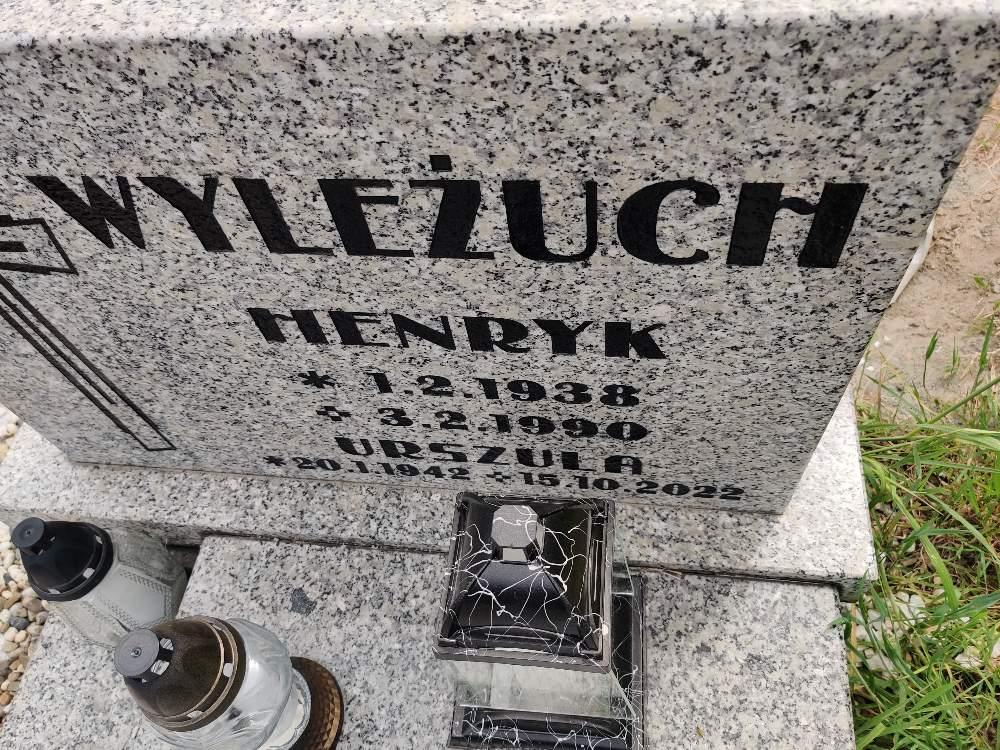 WYLEŻUCH
HENRYK
* 1.2.1938
+ 3.2.1990
URSZULA
*20.1.1942 +15.10.2022